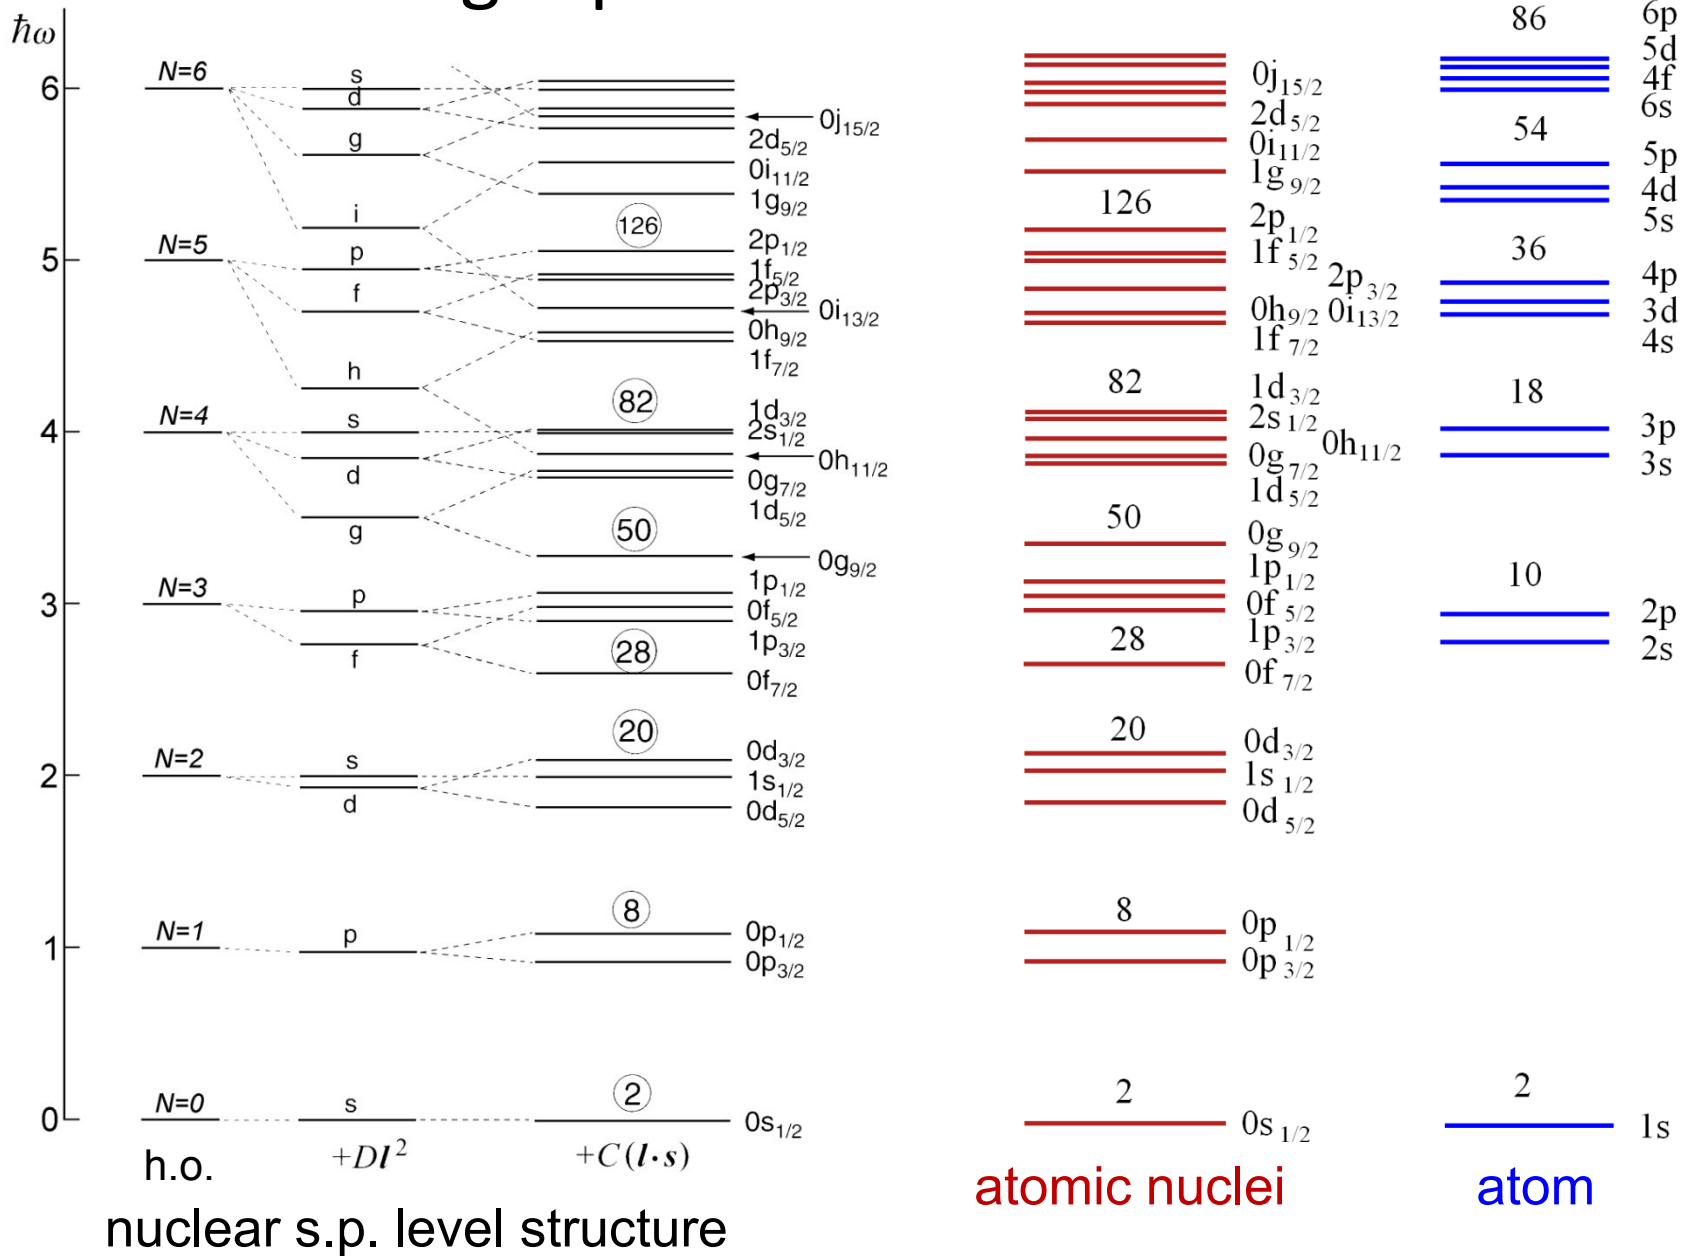 ħω
6
5
4
3
2
1
0
N=6
N=5
N=4
N=3
N=2
N=1
N=0
h.o.
s
d
g
i
p
f
h
s
d
g
p
f
s
d
p
s
+Dl²
0j15/2
2d5/2
0i11/2
1g9/2
126
2p1/2
1f5/2
2p3/2
0i13/2
0h9/2
1f7/2
82
1d3/2
2s1/2
0h11/2
0g7/2
1d5/2
50
0g9/2
1p1/2
0f5/2
1p3/2
28
0f7/2
20
0d3/2
1s1/2
0d5/2
8
0p1/2
0p3/2
2
0s1/2
+C(l·s)
nuclear s.p. level structure
0j15/2
2d5/2
0i11/2
1g9/2
126
2p1/2
1f5/2
2p3/2
0h9/2 0i13/2
1f7/2
82
1d3/2
2s1/2
0h11/2
0g7/2
1d5/2
50
0g9/2
1p1/2
0f5/2
1p3/2
28
0f7/2
20
0d3/2
1s1/2
0d5/2
8
0p1/2
0p3/2
2
0s1/2
atomic nuclei
86
6p
5d
4f
6s
54
5p
4d
5s
36
4p
3d
4s
18
3p
3s
10
2p
2s
2
1s
atom